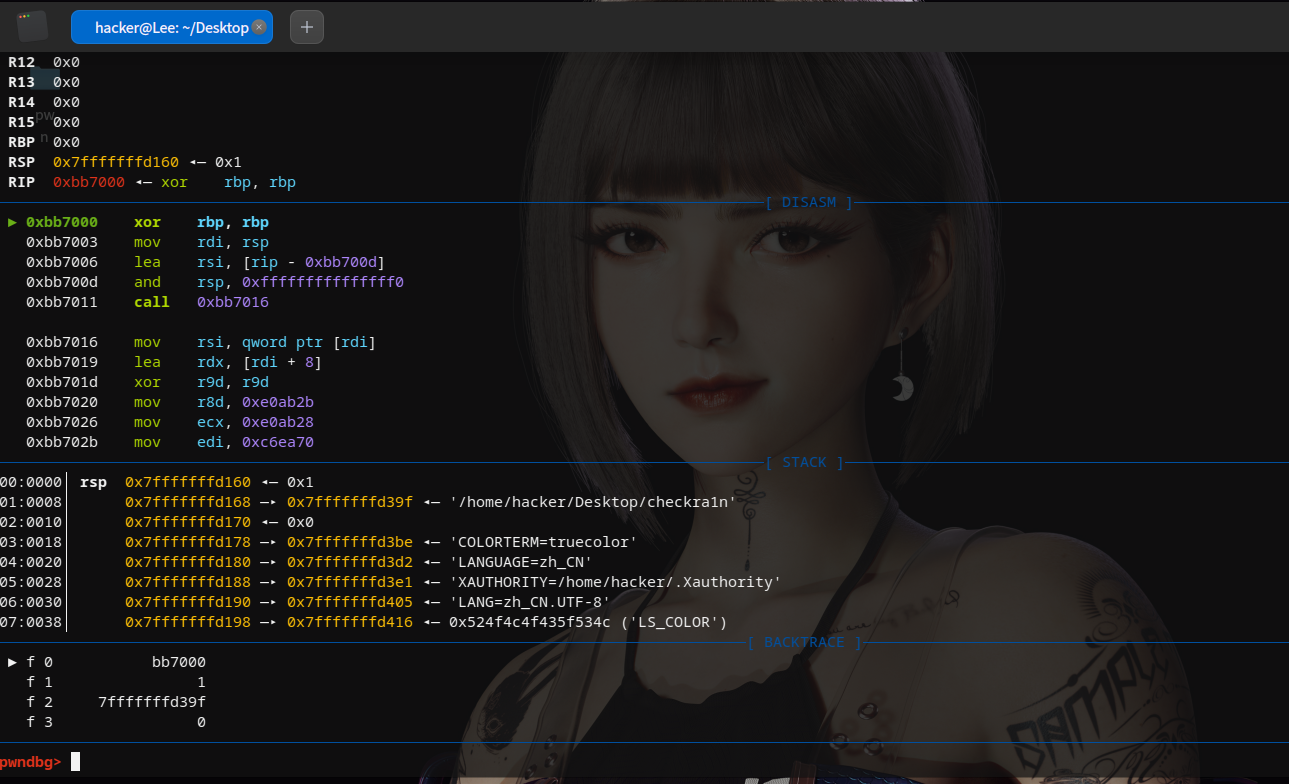 hacker@Lee: ~/Desktop
R12 0x0
R13 0x0
R14 0x0
pw
R15 0x0
n
RBP 0x0
RSP 0x7fffffffd160 ◂— 0x1
RIP 0xbb7000 ◂— xor rbp, rbp
[ DISASM ]
► 0xbb7000 xor rbp, rbp
0xbb7003 mov rdi, rsp
0xbb7006 lea rsi, [rip - 0xbb700d]
0xbb700d and rsp, 0xfffffffffffffff0
0xbb7011 call 0xbb7016
0xbb7016 mov rsi, qword ptr [rdi]
0xbb7019 lea rdx, [rdi + 8]
0xbb701d xor r9d, r9d
0xbb7020 mov r8d, 0xe0ab2b
0xbb7026 mov ecx, 0xe0ab28
0xbb702b mov edi, 0xc6ea70
[ STACK ]
00:0000│ rsp 0x7fffffffd160 ◂— 0x1
01:0008│ 0x7fffffffd168 —▸ 0x7fffffffd39f ◂— '/home/hacker/Desktop/checkra1n'
02:0010│ 0x7fffffffd170 ◂— 0x0
03:0018│ 0x7fffffffd178 —▸ 0x7fffffffd3be ◂— 'COLORTERM=truecolor'
04:0020│ 0x7fffffffd180 —▸ 0x7fffffffd3d2 ◂— 'LANGUAGE=zh_CN'
05:0028│ 0x7fffffffd188 —▸ 0x7fffffffd3e1 ◂— 'XAUTHORITY=/home/hacker/.Xauthority'
06:0030│ 0x7fffffffd190 —▸ 0x7fffffffd405 ◂— 'LANG=zh_CN.UTF-8'
07:0038│ 0x7fffffffd198 —▸ 0x7fffffffd416 ◂— 0x524f4c4f435f534c ('LS_COLOR')
[ BACKTRACE ]
► f 0 bb7000
f 1 1
f 2 7fffffffd39f
f 3 0
pwndbg>